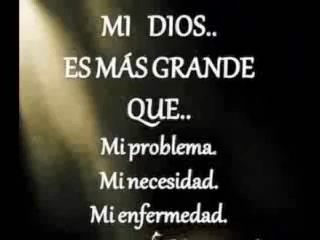 MI DIOS..
ES MÁS GRANDE
QUE..
Mi problema.
Mi necesidad.
Mi enfermedad.